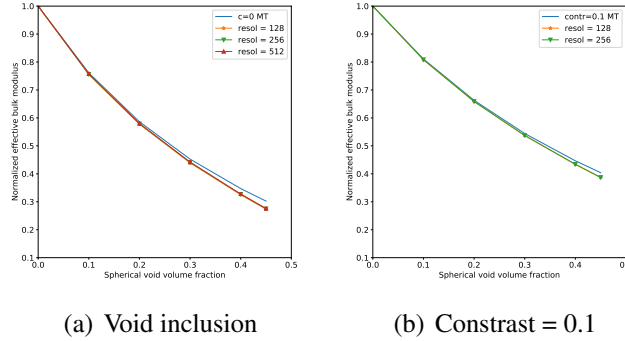 Normalized effective bulk modulus
1.0
0.9
0.8
0.7
0.6
0.5
0.4
0.3
0.2
0.1
c=0 MT
resol = 128
resol = 256
resol = 512
0.0 0.1 0.2 0.3 0.4 0.5
Spherical void volume fraction
(a) Void inclusion
Normalized effective bulk modulus
1.0
0.9
0.8
0.7
0.6
0.5
0.4
0.3
0.2
0.1
contr=0.1 MT
resol = 128
resol = 256
0.0 0.1 0.2 0.3 0.4
Spherical void volume fraction
(b) Constrast = 0.1